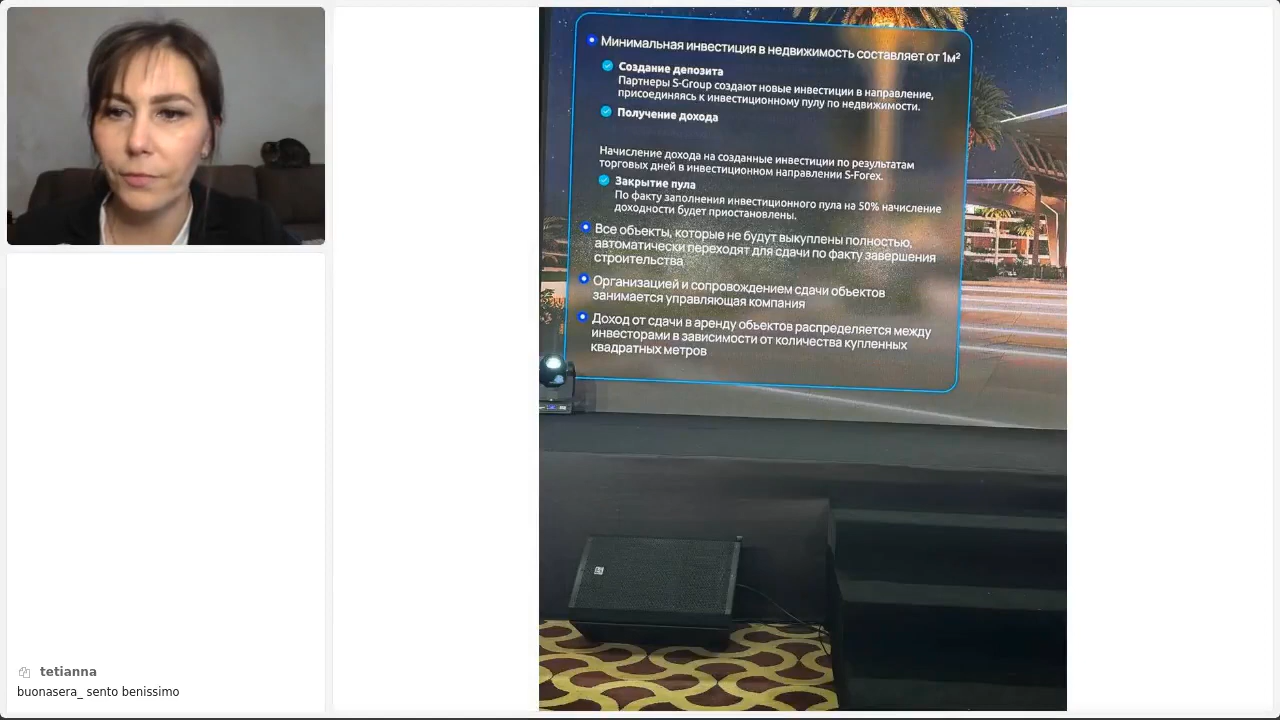 Минимальная инвестиция в недвижимость составляет от 1м²
Создание депозита
Партнеры S-Group создают новые инвестиции в направление,
присоединяясь к инвестиционному пулу по недвижимости.
Получение дохода
Начисление дохода на созданные инвестиции по результатам
торговых дней в инвестиционном направлении S-Forex.
Закрытие пула
По факту заполнения инвестиционного пула на 50% начисление
доходности будет приостановлены.
Все объекты, которые не будут выкуплены полностью,
автоматически переходят для сдачи по факту завершения
строительства
Организацией и сопровождением сдачи объектов
занимается управляющая компания
Доход от сдачи в аренду объектов распределяется между
инвесторами в зависимости от количества купленных
квадратных метров
tetianna
buonasera_ sento benissimo